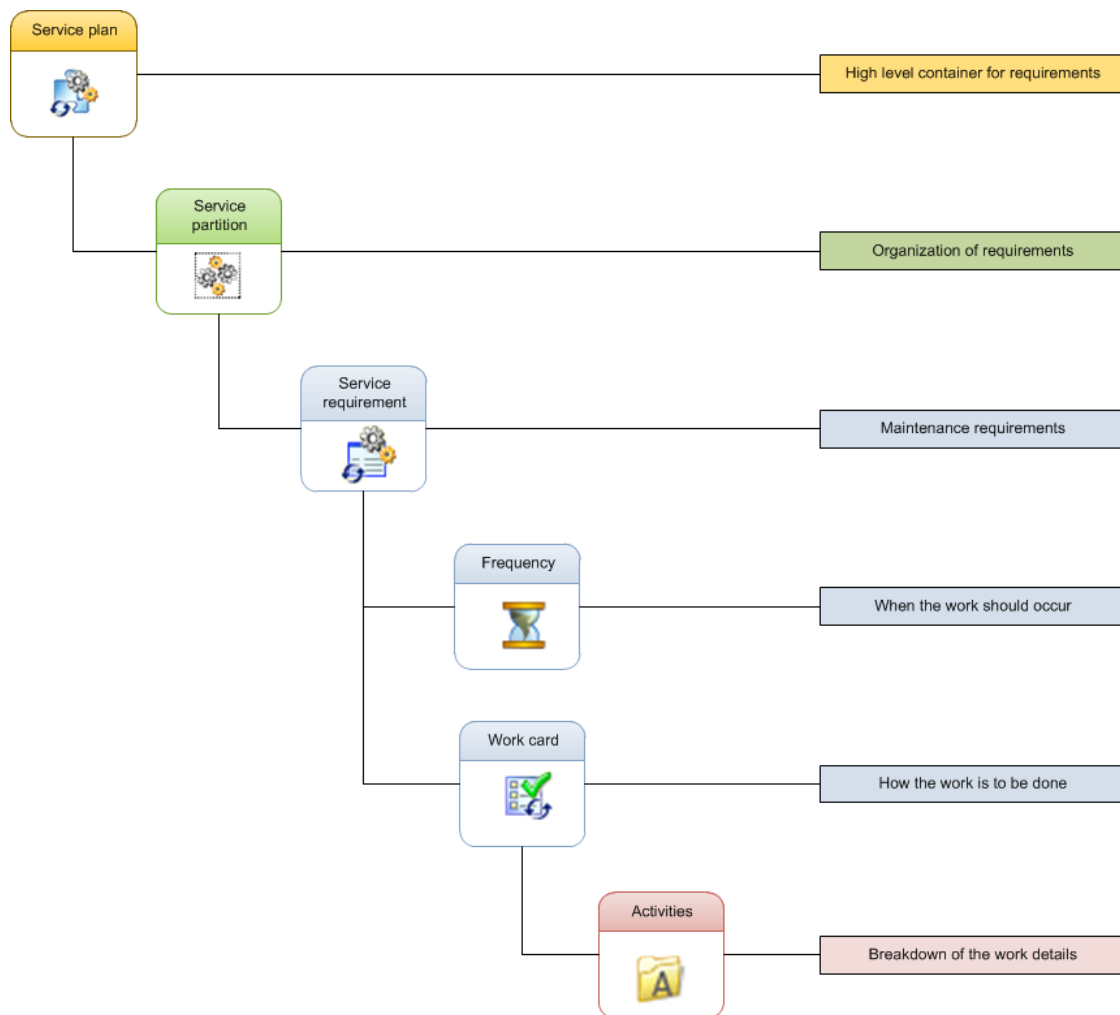 Service plan
High level container for requirements
Service
partition
Organization of requirements
Service
requirement
Maintenance requirements
Frequency
When the work should occur
Work card
How the work is to be done
Activities
A
Breakdown of the work details